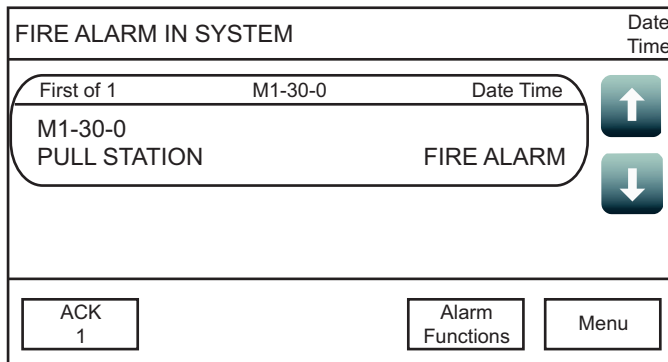 FIRE ALARM IN SYSTEM
Date
Time
First of 1 M1-30-0 Date Time
M1-30-0
PULL STATION FIRE ALARM
ACK
1
Alarm
Functions
Menu